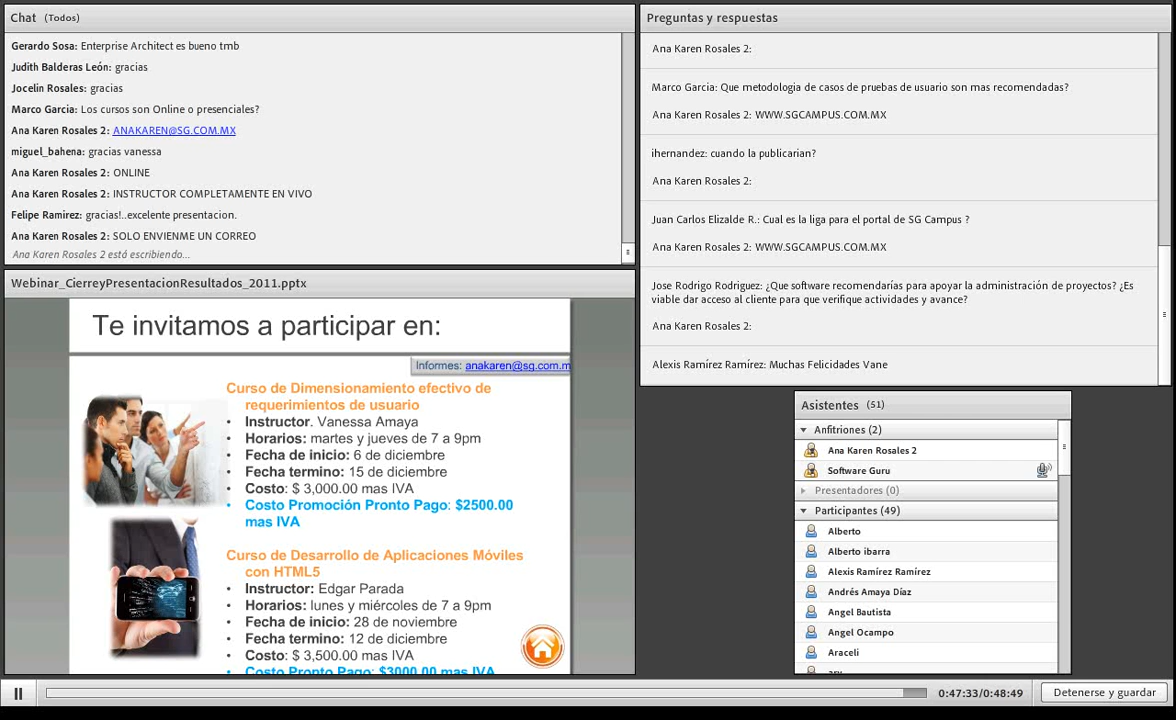 Chat (Todos)
Gerardo Sosa: Enterprise Architect es bueno tmb
Judith Balderas León: gracias
Jocelin Rosales: gracias
Marco Garcia: Los cursos son Online o presenciales?
Ana Karen Rosales 2: ANAKAREN@SG.COM.MX
miguel_bahena: gracias vanessa
Ana Karen Rosales 2: ONLINE
Ana Karen Rosales 2: INSTRUCTOR COMPLETAMENTE EN VIVO
Felipe Ramirez: gracias!..excelente presentacion.
Ana Karen Rosales 2: SOLO ENVIENME UN CORREO
Ana Karen Rosales 2 está escribiendo...
Webinar_CierreyPresentacionResultados_2011.pptx
Te invitamos a participar en:
Informes: anakaren@sg.com.m
Curso de Dimensionamiento efectivo de
requerimientos de usuario
• Instructor. Vanessa Amaya
• Horarios: martes y jueves de 7 a 9pm
• Fecha de inicio: 6 de diciembre
• Fecha termino: 15 de diciembre
• Costo: $ 3,000.00 mas IVA
• Costo Promoción Pronto Pago: $2500.00
mas IVA
Curso de Desarrollo de Aplicaciones Móviles
con HTML5
• Instructor: Edgar Parada
• Horarios: lunes y miércoles de 7 a 9pm
• Fecha de inicio: 28 de noviembre
• Fecha termino: 12 de diciembre
• Costo: $ 3,500.00 mas IVA
• Costo Pronto Pago: $3000.00 mas IVA
Preguntas y respuestas
Ana Karen Rosales 2:
Marco Garcia: Que metodologia de casos de pruebas de usuario son mas recomendadas?
Ana Karen Rosales 2: WWW.SGCAMPUS.COM.MX
ihernandez: cuando la publicarian?
Ana Karen Rosales 2:
Juan Carlos Elizalde R.: Cual es la liga para el portal de SG Campus ?
Ana Karen Rosales 2: WWW.SGCAMPUS.COM.MX
Jose Rodrigo Rodriguez: ¿Que software recomendarías para apoyar la administración de proyectos? ¿Es
viable dar acceso al cliente para que verifique actividades y avance?
Ana Karen Rosales 2:
Alexis Ramírez Ramírez: Muchas Felicidades Vane
Asistentes (51)
Anfitriones (2)
Ana Karen Rosales 2
Software Guru
Presentadores (0)
Participantes (49)
Alberto
Alberto ibarra
Alexis Ramírez Ramírez
Andrés Amaya Díaz
Angel Bautista
Angel Ocampo
Araceli
0:47:33/0:48:49
Detenerse y guardar